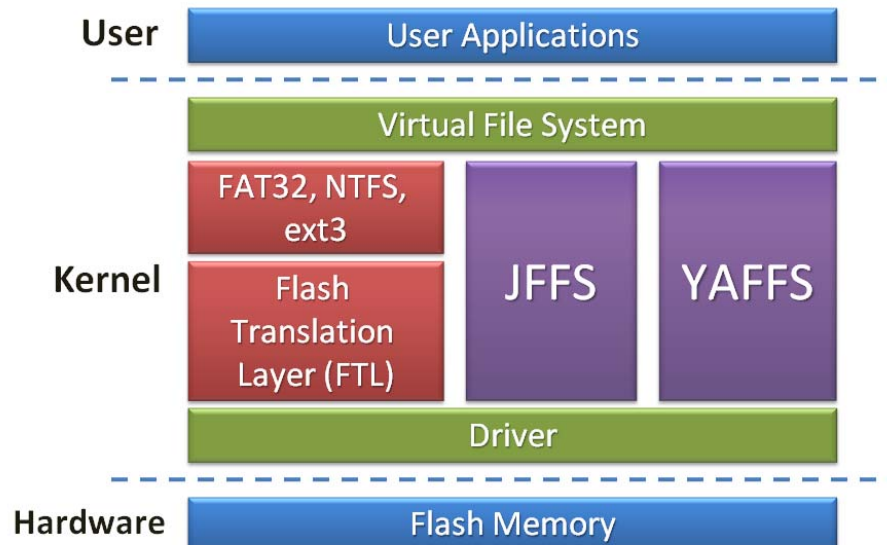 User
User Applications
Virtual File System
FAT32, NTFS,
ext3
Kernel
Flash
Translation
Layer (FTL)
JFFS
YAFFS
Driver
Hardware
Flash Memory